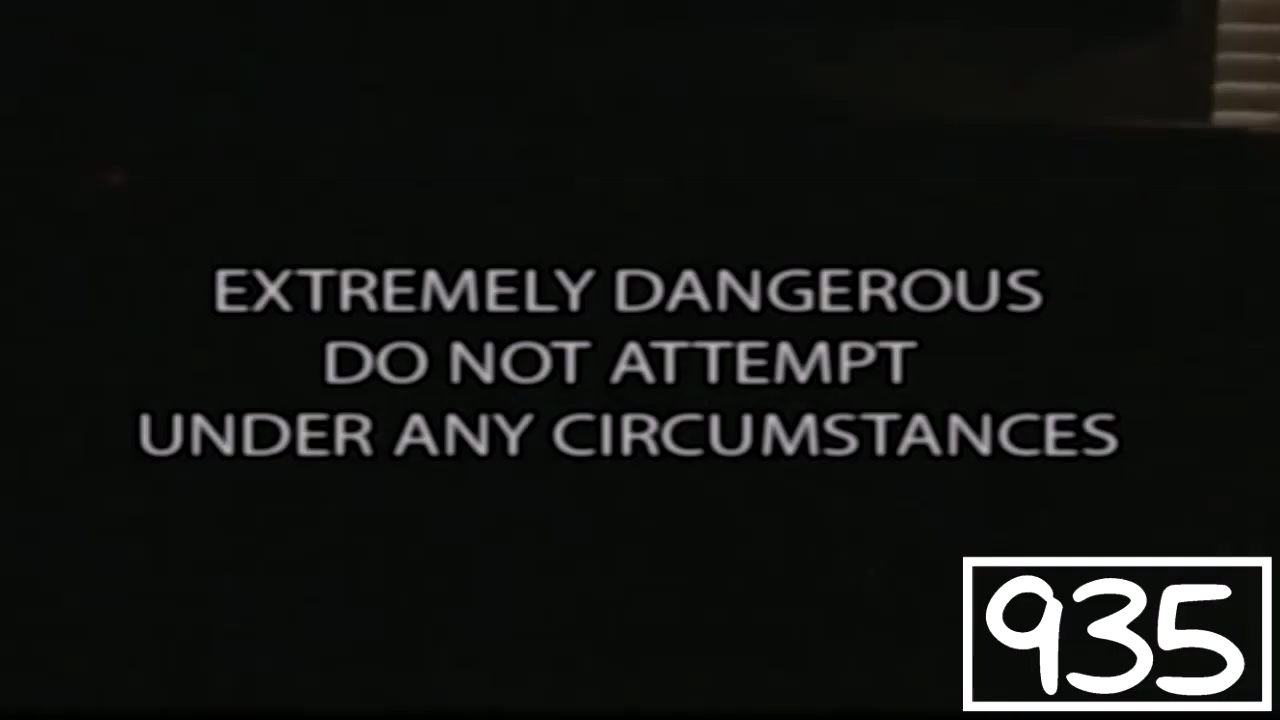 EXTREMELY DANGEROUS
DO NOT ATTEMPT
UNDER ANY CIRCUMSTANCES
935